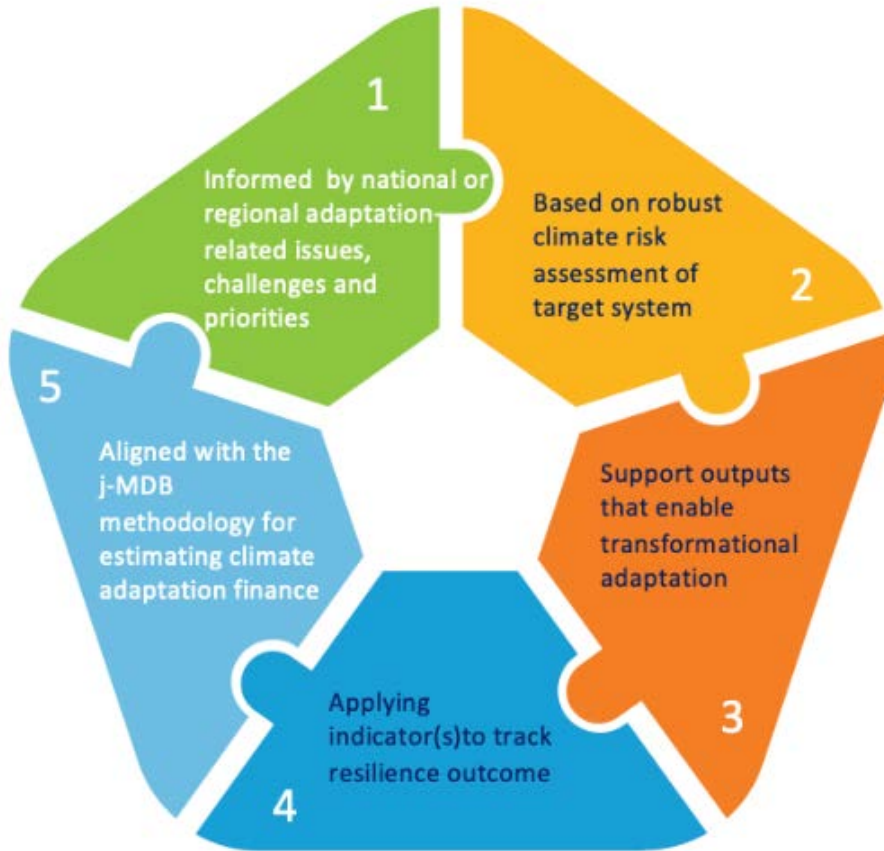 1
Informed by national or
regional adaptation-
related issues,
challenges and
priorities
2
Based on robust
climate risk
assessment of
target system
3
Support outputs
that enable
transformational
adaptation
4
Applying
indicator(s)to track
resilience outcome
5
Aligned with the
j-MDB
methodology for
estimating climate
adaptation finance